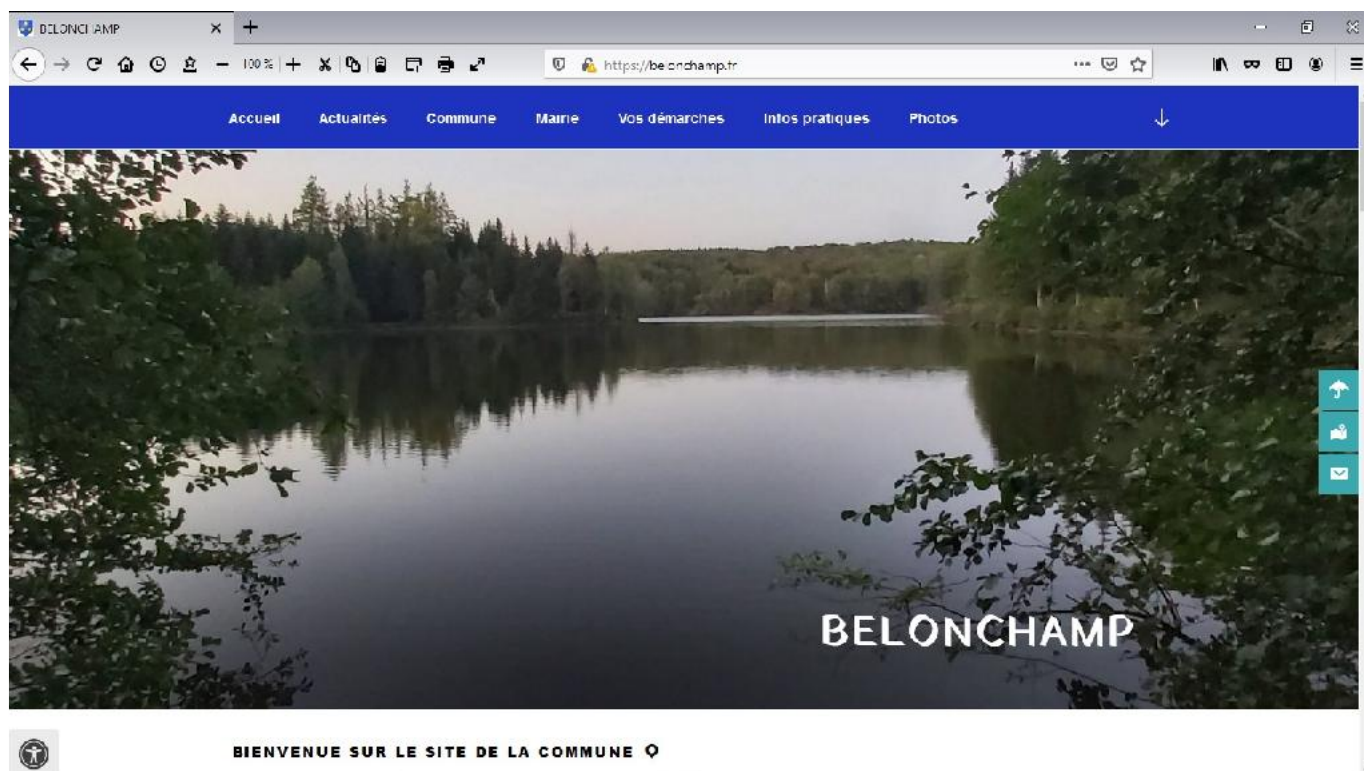 BELONCHAMP
100 %
https://belonchamp.fr
Accueil Actualités Commune Mairie Vos démarches Infos pratiques Photos
BELONCHAMP
BIENVENUE SUR LE SITE DE LA COMMUNE